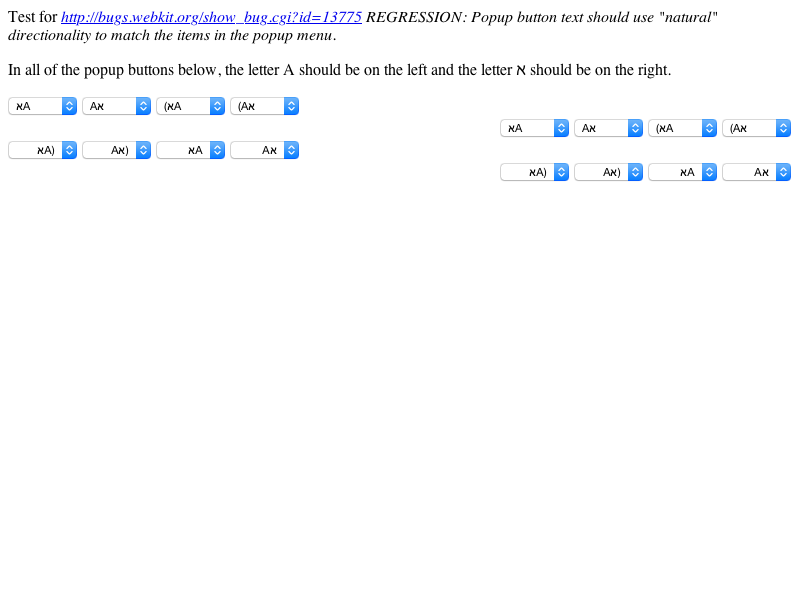 Test for http://bugs.webkit.org/show_bug.cgi?id=13775 REGRESSION: Popup button text should use "natural"
directionality to match the items in the popup menu.
In all of the popup buttons below, the letter A should be on the left and the letter א should be on the right.
אA Aא (אA (Aא
אA Aא (אA (Aא
אA) Aא) אA Aא
אA) Aא) אA Aא